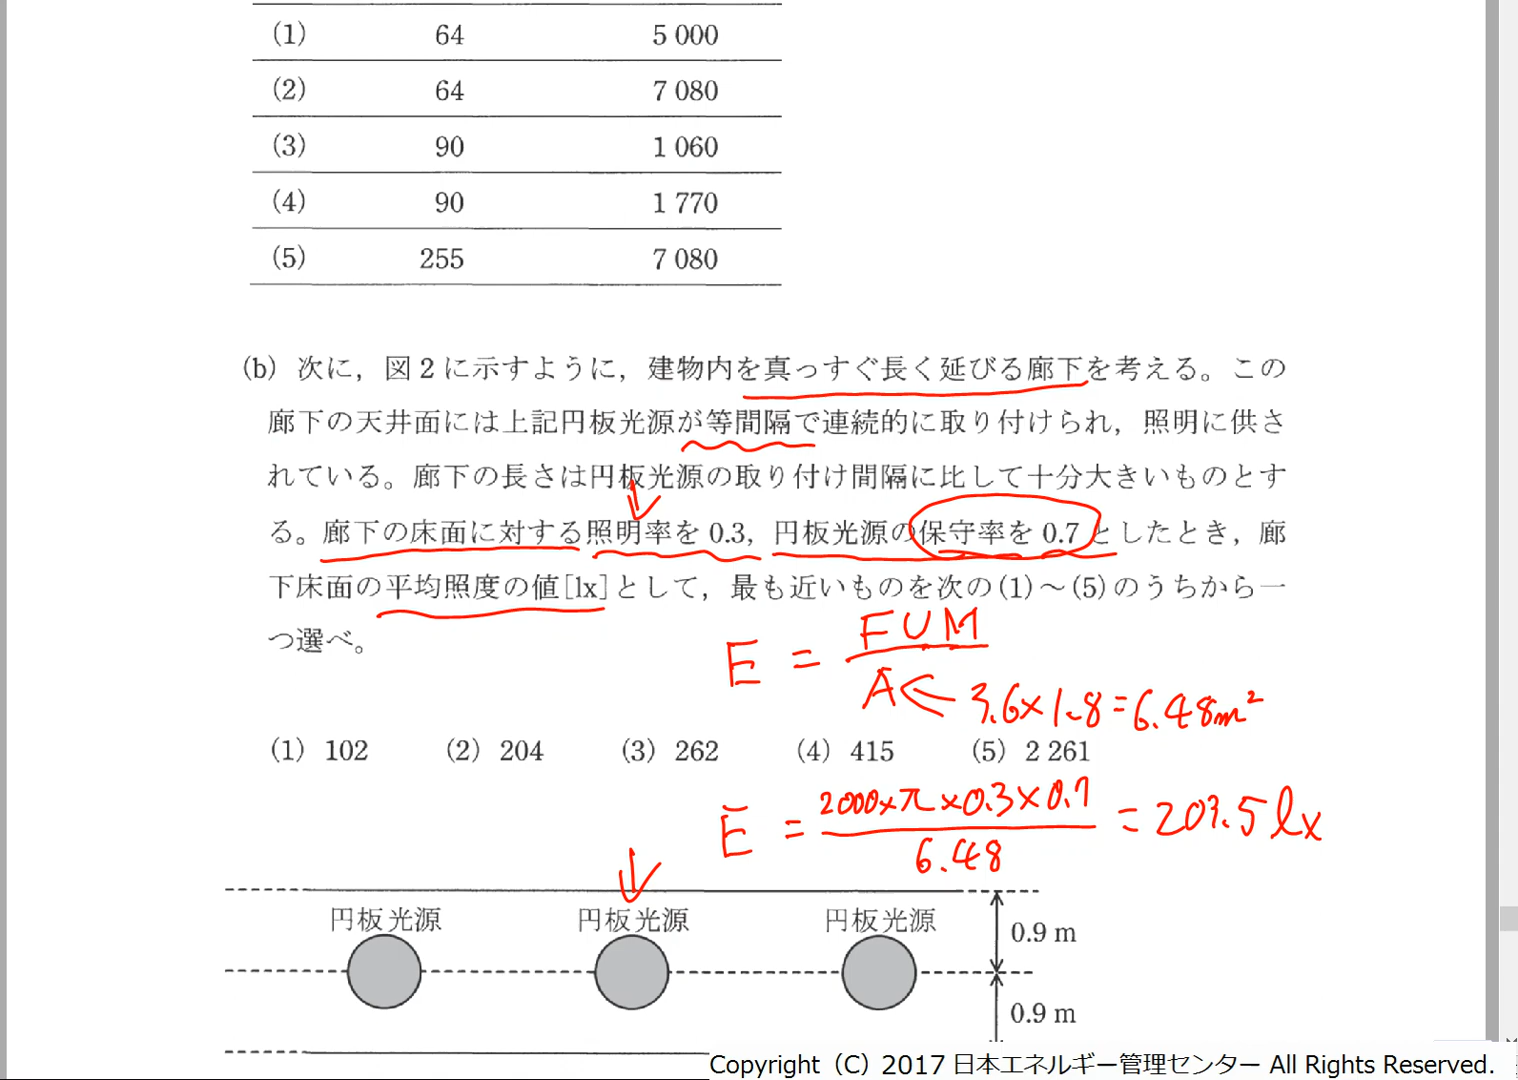 (1) 64 5 000
(2) 64 7 080
(3) 90 1 060
(4) 90 1 770
(5) 255 7 080
(b) 次に，図2に示すように，建物内を真っすぐ長く延びる廊下を考える。この
廊下の天井面には上記円板光源が等間隔で連続的に取り付けられ，照明に供さ
れている。廊下の長さは円板光源の取り付け間隔に比して十分大きいものとす
る。廊下の床面に対する照明率を 0.3，円板光源の保守率を 0.7 としたとき，廊
下床面の平均照度の値[lx]として，最も近いものを次の(1)～(5)のうちから一
つ選べ。
E = FUM/A ← 3.6×1.8=6.48m²
(1) 102 (2) 204 (3) 262 (4) 415 (5) 2 261
Ē = 2000×π×0.3×0.7/6.48 = 203.5 lx
円板光源 円板光源 円板光源
0.9 m
0.9 m
Copyright（C）2017 日本エネルギー管理センター All Rights Reserved.